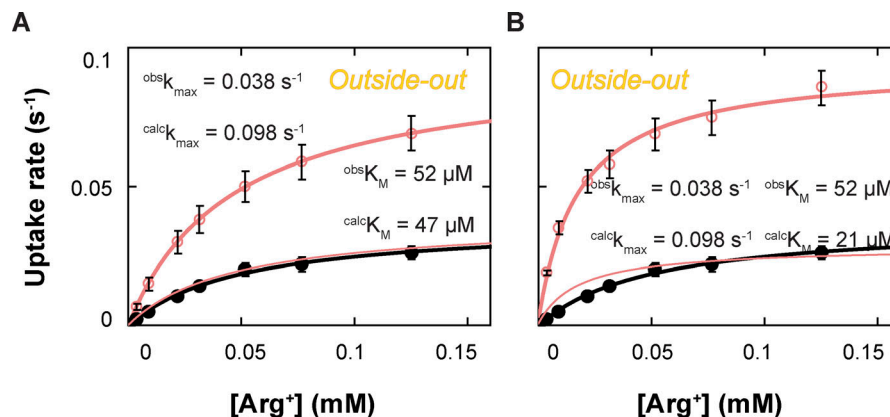 A
B
0.1
obskmax = 0.038 s-1
Outside-out
calckmax = 0.098 s-1
obsKM = 52 µM
calcKM = 47 µM
0.05
0
0
0.05
0.1
0.15
Uptake rate (s-1)
[Arg+] (mM)
Outside-out
obskmax = 0.038 s-1
obsKM = 52 µM
calckmax = 0.098 s-1
calcKM = 21 µM
0
0.05
0.1
0.15
[Arg+] (mM)